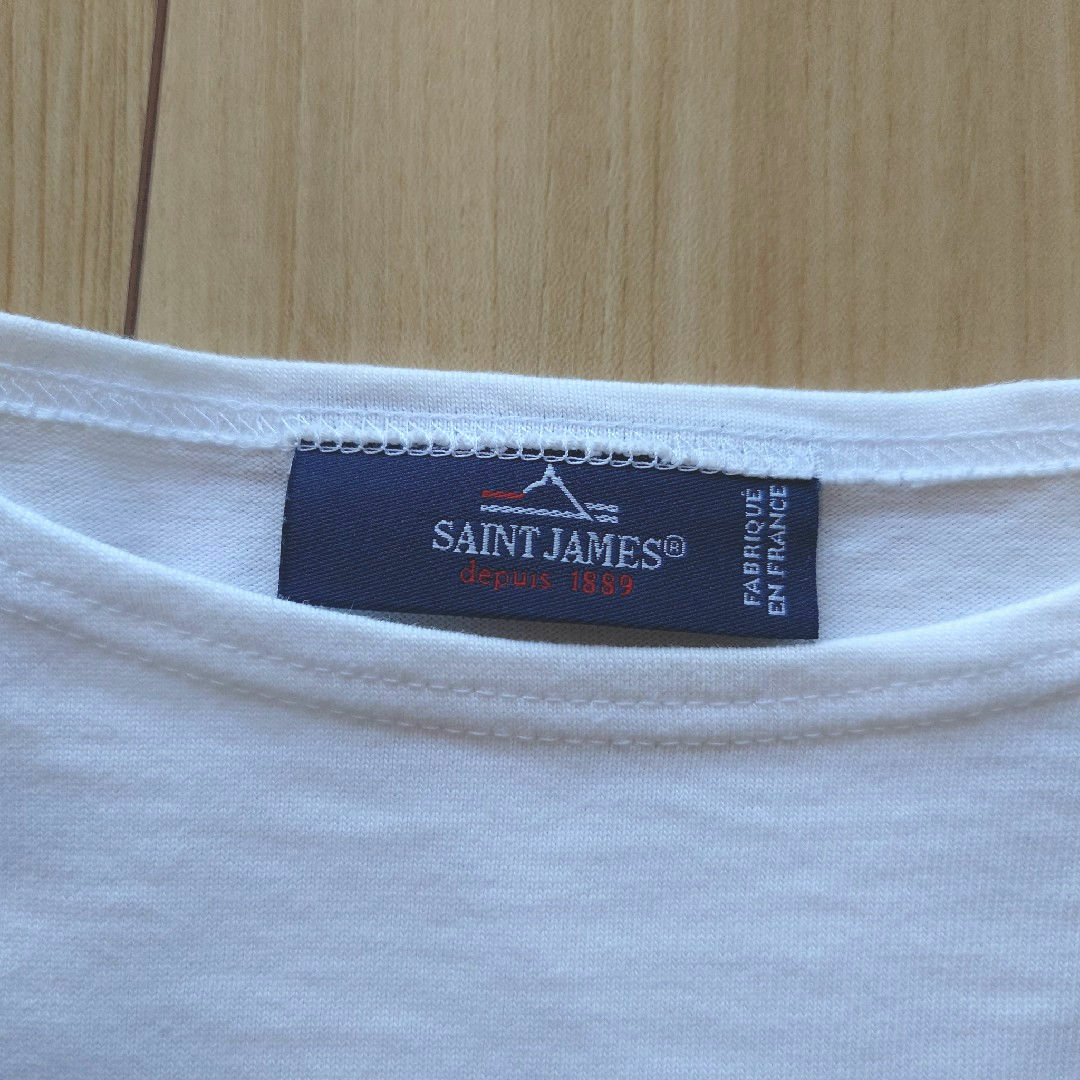 SAINT JAMES®
depuis 1889
FABRIQUÉ
EN FRANCE